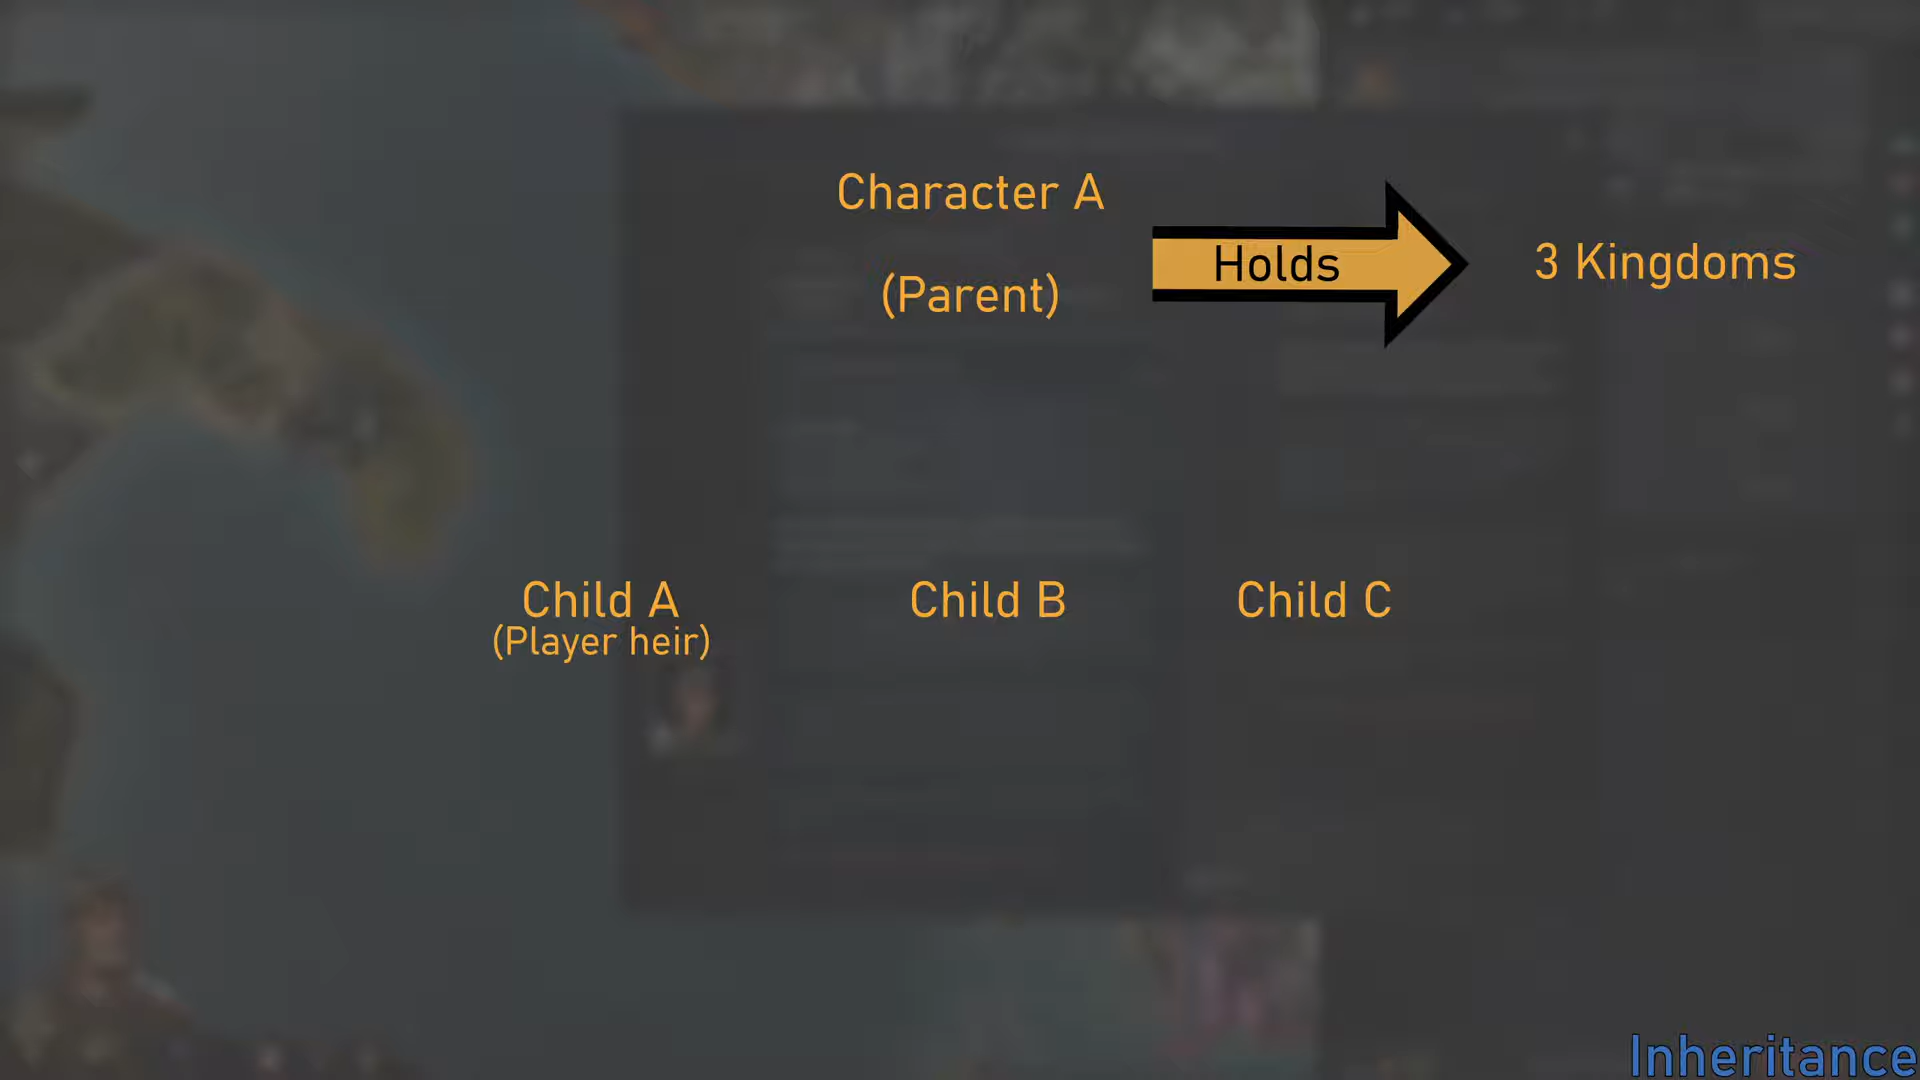 Character A
(Parent)
Holds
3 Kingdoms
Child A
(Player heir)
Child B
Child C
Inheritance